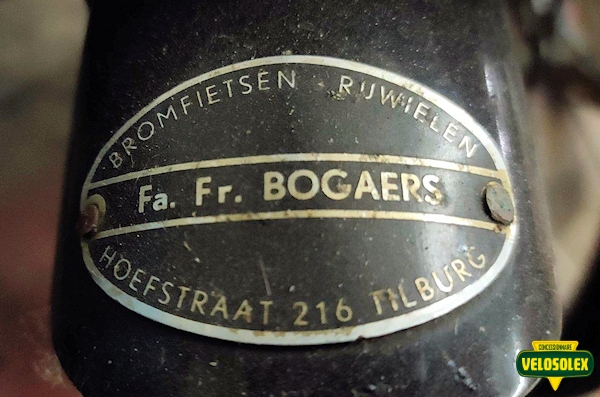 BROMFIETSEN RIJWIELEN
Fa. Fr. BOGAERS
HOEFSTRAAT 216 TILBURG
CONCESSIONNAIRE
VELOSOLEX